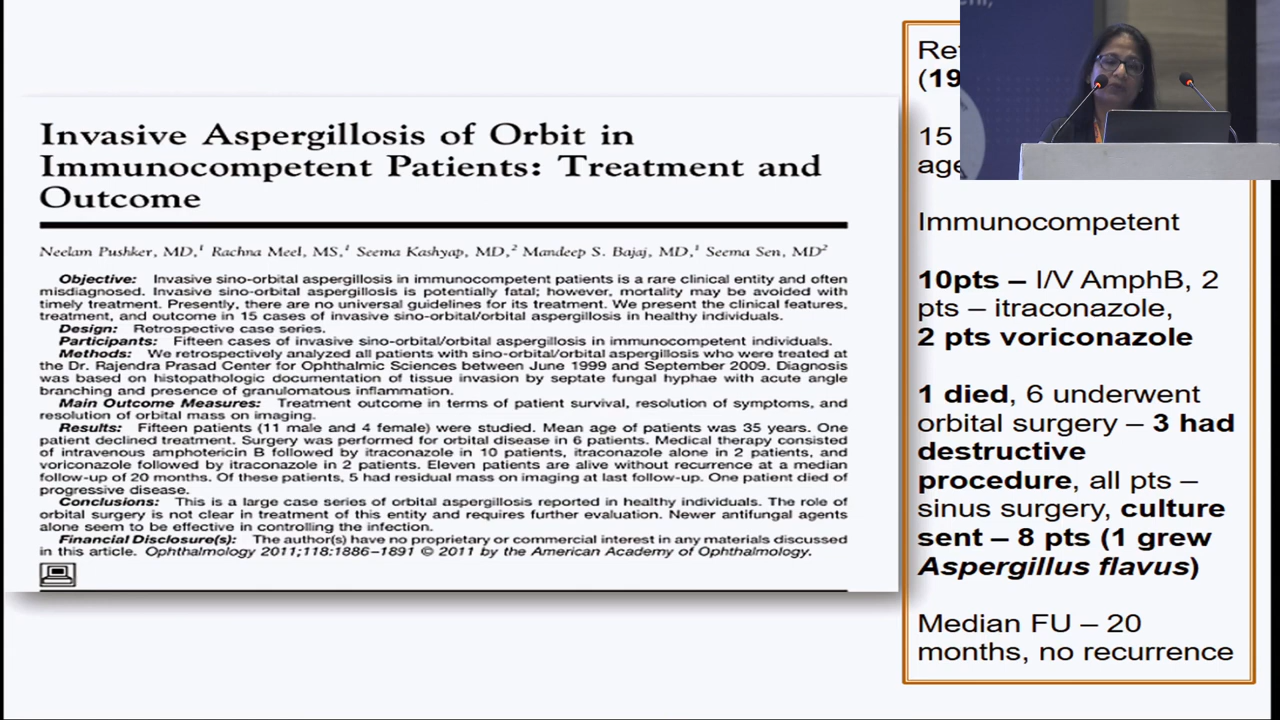 Invasive Aspergillosis of Orbit in
Immunocompetent Patients: Treatment and
Outcome
Neelam Pushker, MD,1 Rachna Meel, MS,1 Seema Kashyap, MD,2 Mandeep S. Bajaj, MD,1 Seema Sen, MD2
Objective: Invasive sino-orbital aspergillosis in immunocompetent patients is a rare clinical entity and often
misdiagnosed. Invasive sino-orbital aspergillosis is potentially fatal; however, mortality may be avoided with
timely treatment. Presently, there are no universal guidelines for its treatment. We present the clinical features,
treatment, and outcome in 15 cases of invasive sino-orbital/orbital aspergillosis in healthy individuals.
Design: Retrospective case series.
Participants: Fifteen cases of invasive sino-orbital/orbital aspergillosis in immunocompetent individuals.
Methods: We retrospectively analyzed all patients with sino-orbital/orbital aspergillosis who were treated at
the Dr. Rajendra Prasad Center for Ophthalmic Sciences between June 1999 and September 2009. Diagnosis
was based on histopathologic documentation of tissue invasion by septate fungal hyphae with acute angle
branching and presence of granulomatous inflammation.
Main Outcome Measures: Treatment outcome in terms of patient survival, resolution of symptoms, and
resolution of orbital mass on imaging.
Results: Fifteen patients (11 male and 4 female) were studied. Mean age of patients was 35 years. One
patient declined treatment. Surgery was performed for orbital disease in 6 patients. Medical therapy consisted
of intravenous amphotericin B followed by itraconazole in 10 patients, itraconazole alone in 2 patients, and
voriconazole followed by itraconazole in 2 patients. Eleven patients are alive without recurrence at a median
follow-up of 20 months. Of these patients, 5 had residual mass on imaging at last follow-up. One patient died of
progressive disease.
Conclusions: This is a large case series of orbital aspergillosis reported in healthy individuals. The role of
orbital surgery is not clear in treatment of this entity and requires further evaluation. Newer antifungal agents
alone seem to be effective in controlling the infection.
Financial Disclosure(s): The author(s) have no proprietary or commercial interest in any materials discussed
in this article. Ophthalmology 2011;118:1886–1891 © 2011 by the American Academy of Ophthalmology.
(19
15
age
Immunocompetent
10pts – I/V AmphB, 2
pts – itraconazole,
2 pts voriconazole
1 died, 6 underwent
orbital surgery – 3 had
destructive
procedure, all pts –
sinus surgery, culture
sent – 8 pts (1 grew
Aspergillus flavus)
Median FU – 20
months, no recurrence